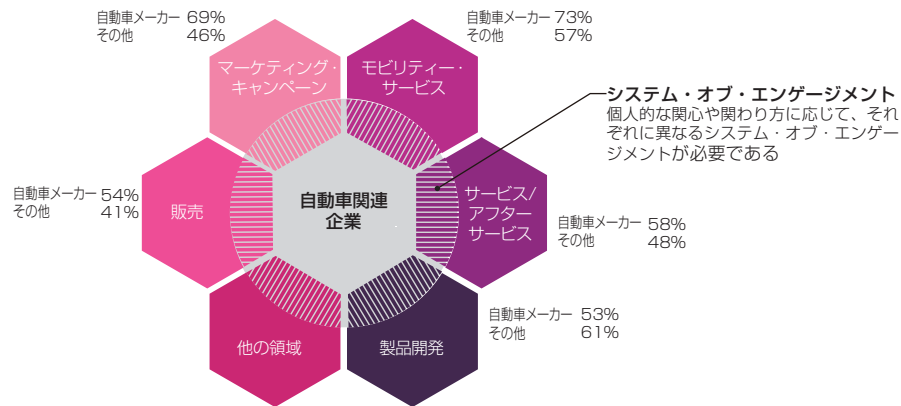 自動車メーカー 69%
その他 46%
自動車メーカー 73%
その他 57%
マーケティング・
キャンペーン
モビリティー・
サービス
システム・オブ・エンゲージメント
個人的な関心や関わり方に応じて、それ
ぞれに異なるシステム・オブ・エンゲー
ジメントが必要である
自動車メーカー 54%
その他 41%
販売
自動車関連
企業
サービス/
アフター
サービス
自動車メーカー 58%
その他 48%
自動車メーカー 53%
その他 61%
他の領域
製品開発